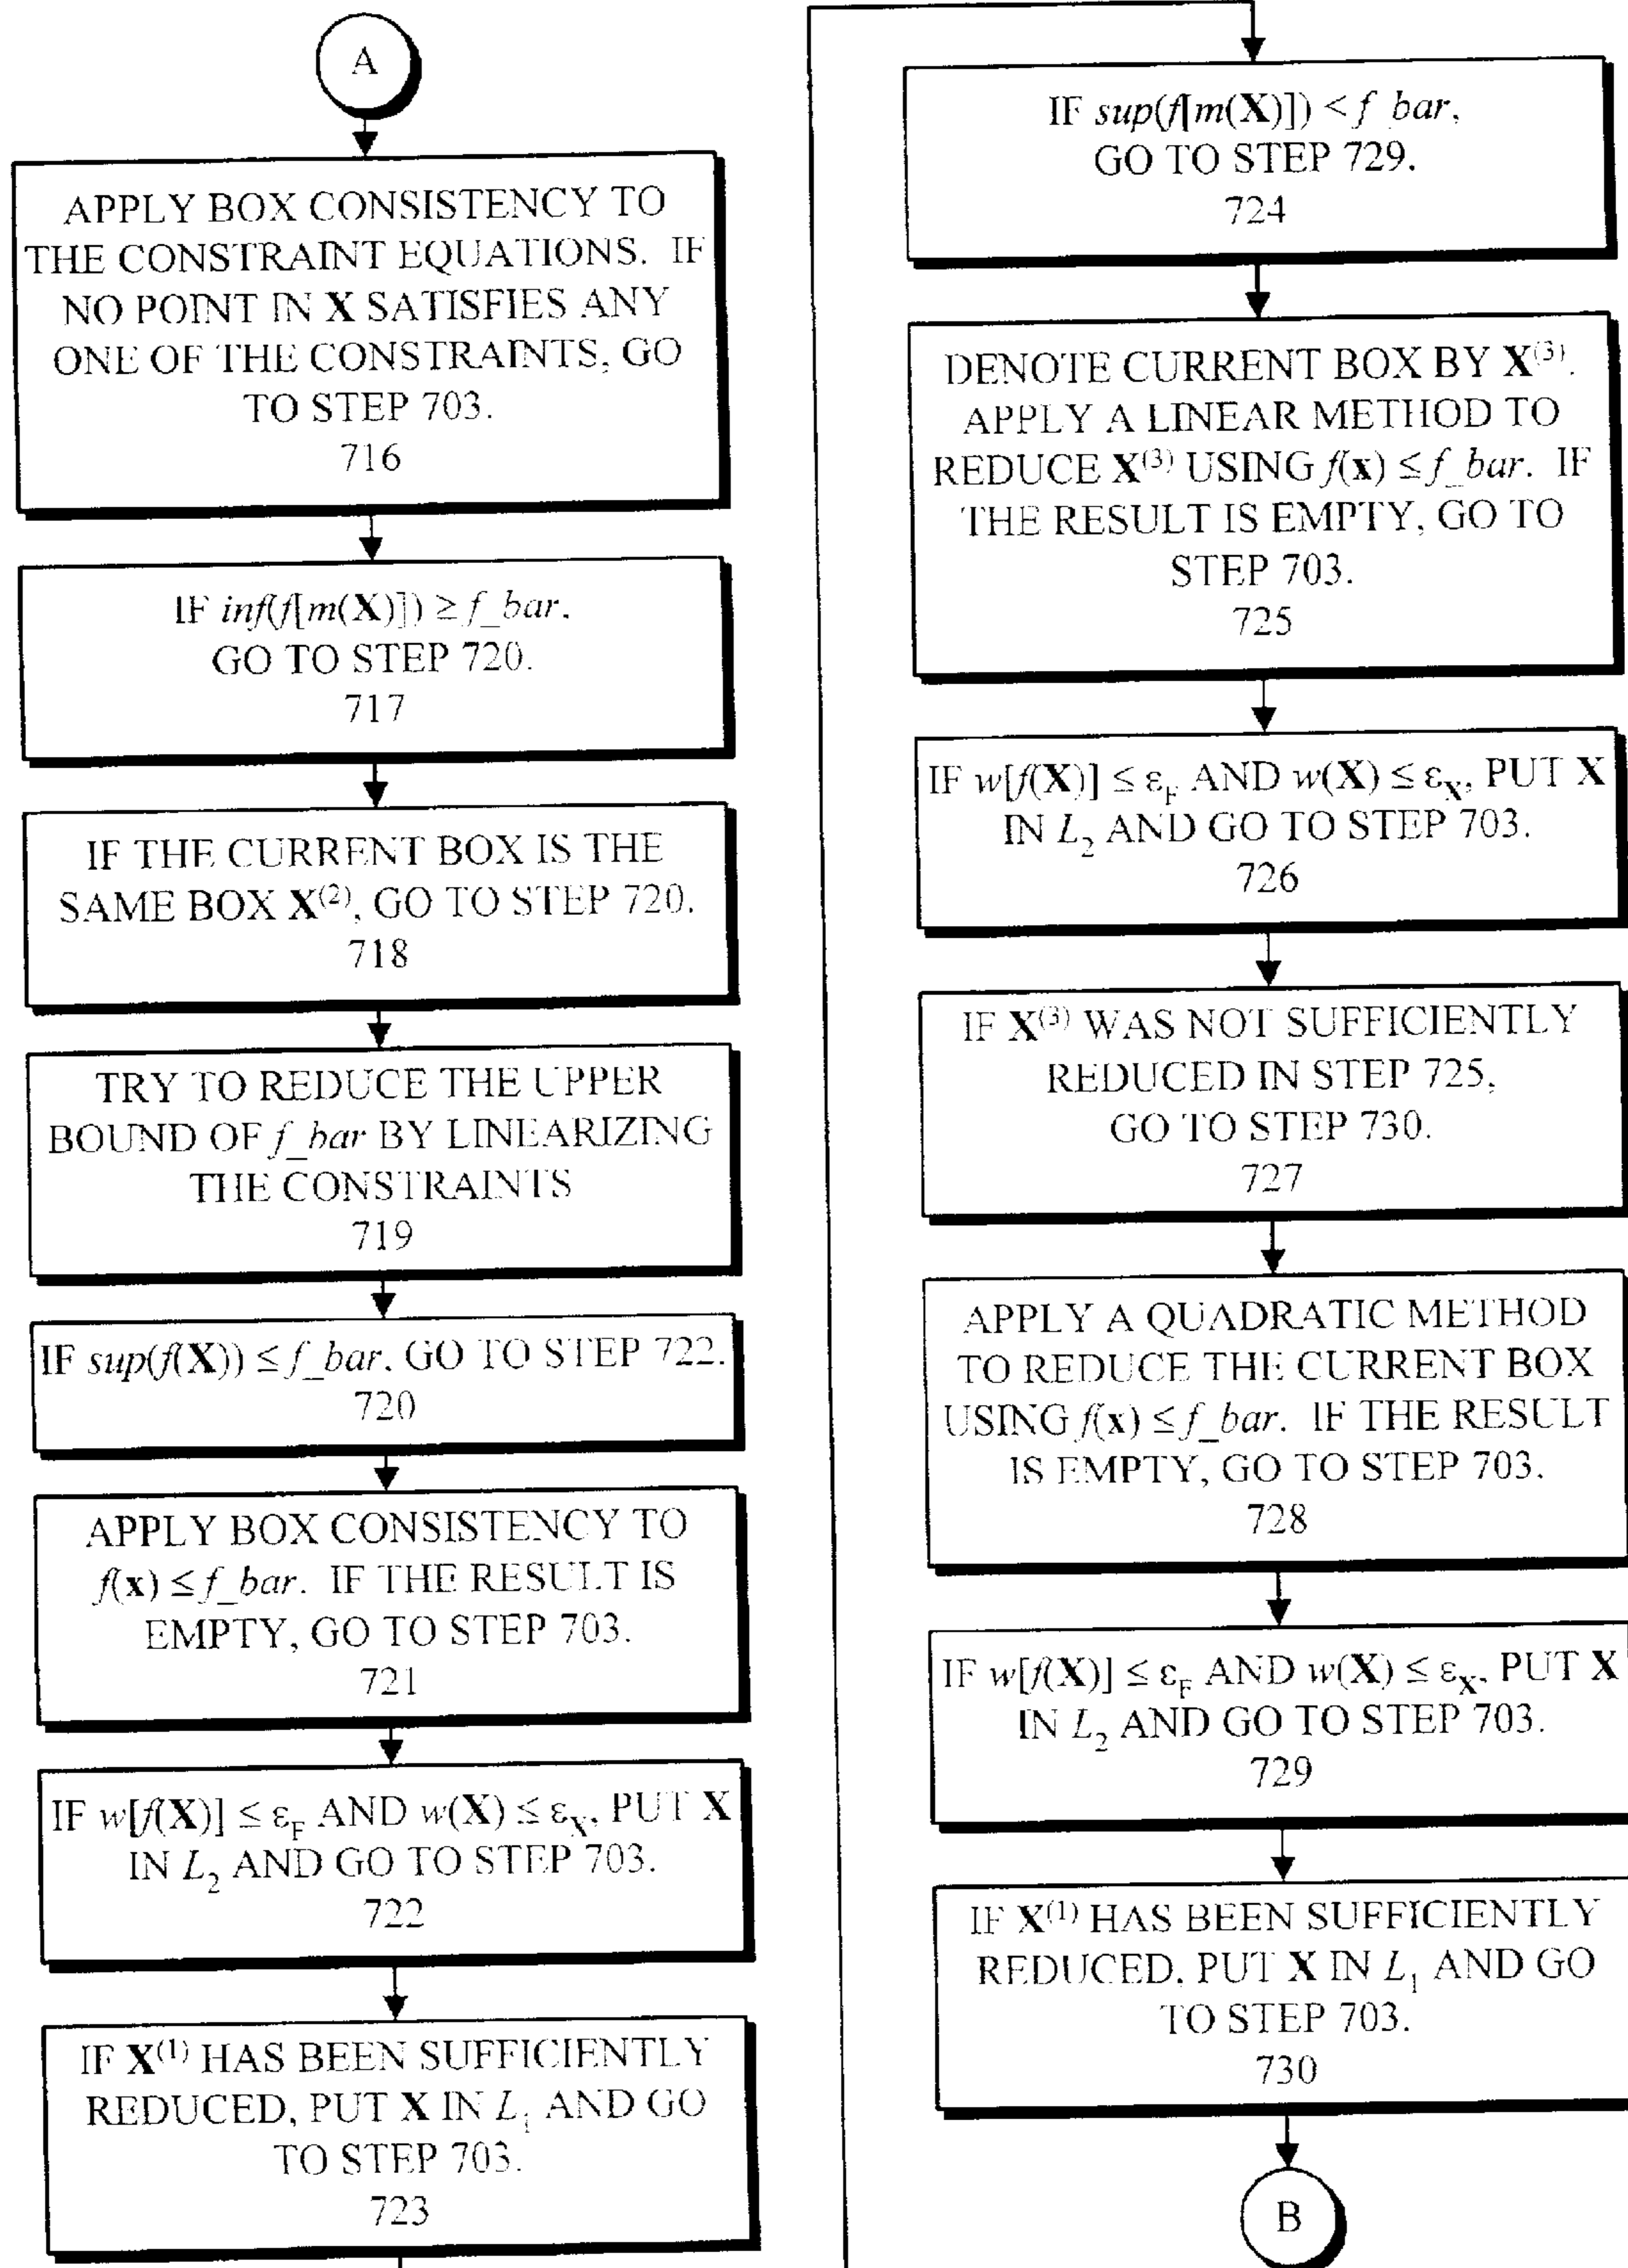 A
APPLY BOX CONSISTENCY TO
THE CONSTRAINT EQUATIONS. IF
NO POINT IN X SATISFIES ANY
ONE OF THE CONSTRAINTS, GO
TO STEP 703.
716
IF inf(f[m(X)]) ≥ f_bar,
GO TO STEP 720.
717
IF THE CURRENT BOX IS THE
SAME BOX X⁽²⁾, GO TO STEP 720.
718
TRY TO REDUCE THE UPPER
BOUND OF f_bar BY LINEARIZING
THE CONSTRAINTS
719
IF sup(f(X)) ≤ f_bar, GO TO STEP 722.
720
APPLY BOX CONSISTENCY TO
f(x) ≤ f_bar. IF THE RESULT IS
EMPTY, GO TO STEP 703.
721
IF w[f(X)] ≤ ε_F AND w(X) ≤ ε_X, PUT X
IN L₂ AND GO TO STEP 703.
722
IF X⁽¹⁾ HAS BEEN SUFFICIENTLY
REDUCED, PUT X IN L₁ AND GO
TO STEP 703.
723
IF sup(f[m(X)]) < f_bar,
GO TO STEP 729.
724
DENOTE CURRENT BOX BY X⁽³⁾.
APPLY A LINEAR METHOD TO
REDUCE X⁽³⁾ USING f(x) ≤ f_bar. IF
THE RESULT IS EMPTY, GO TO
STEP 703.
725
IF w[f(X)] ≤ ε_F AND w(X) ≤ ε_X, PUT X
IN L₂ AND GO TO STEP 703.
726
IF X⁽³⁾ WAS NOT SUFFICIENTLY
REDUCED IN STEP 725,
GO TO STEP 730.
727
APPLY A QUADRATIC METHOD
TO REDUCE THE CURRENT BOX
USING f(x) ≤ f_bar. IF THE RESULT
IS EMPTY, GO TO STEP 703.
728
IF w[f(X)] ≤ ε_F AND w(X) ≤ ε_X, PUT X
IN L₂ AND GO TO STEP 703.
729
IF X⁽¹⁾ HAS BEEN SUFFICIENTLY
REDUCED, PUT X IN L₁ AND GO
TO STEP 703.
730
B